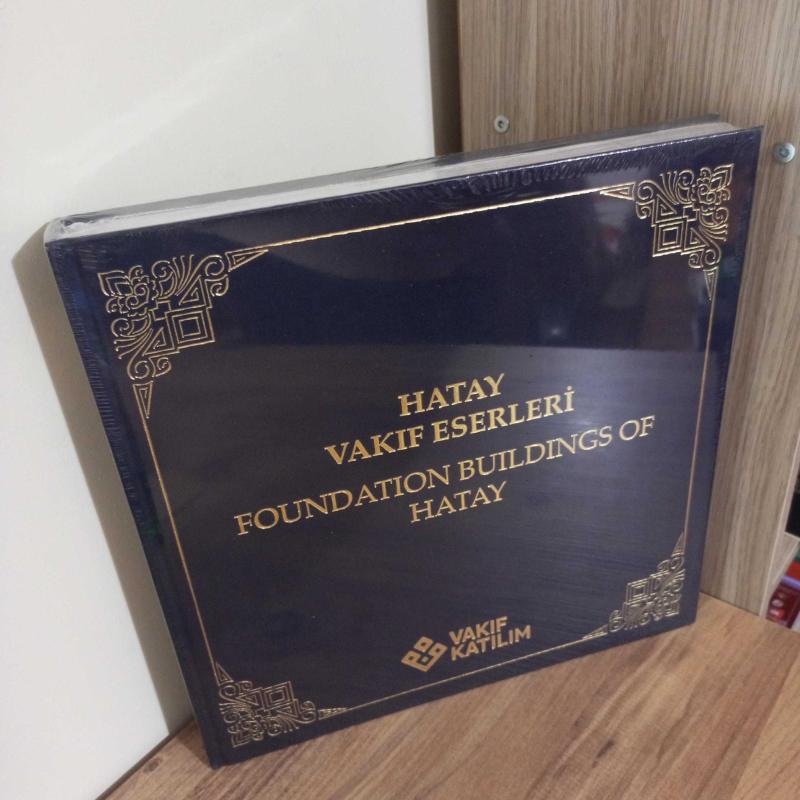 HATAY
VAKIF ESERLERİ
FOUNDATION BUILDINGS OF
HATAY
VAKIF
KATILIM